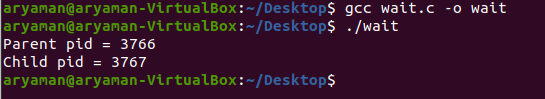 aryaman@aryaman-VirtualBox:~/Desktop$ gcc wait.c -o wait
aryaman@aryaman-VirtualBox:~/Desktop$ ./wait
Parent pid = 3766
Child pid = 3767
aryaman@aryaman-VirtualBox:~/Desktop$